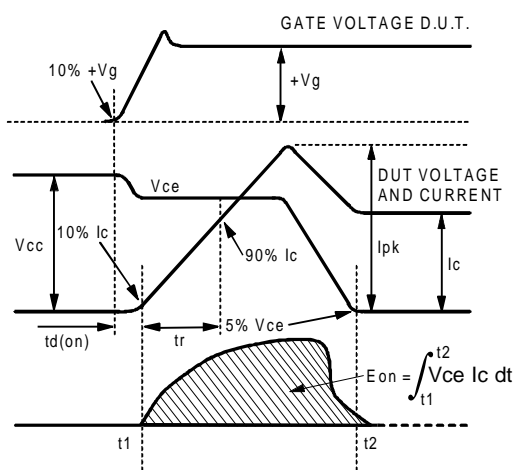 GATE VOLTAGE D.U.T.
10% +Vg
+Vg
Vce
DUT VOLTAGE
AND CURRENT
Vcc
10% Ic
90% Ic
Ipk
Ic
5% Vce
td(on)
tr
Eon = ∫ t1 t2 Vce Ic dt
t1
t2